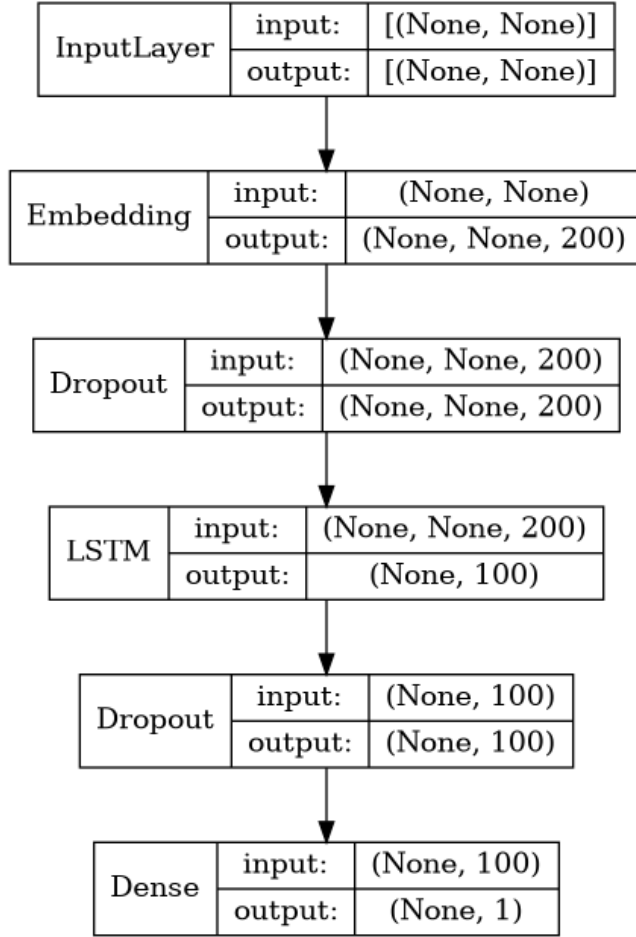 InputLayer
input: [(None, None)]
output: [(None, None)]
Embedding
input: (None, None)
output: (None, None, 200)
Dropout
input: (None, None, 200)
output: (None, None, 200)
LSTM
input: (None, None, 200)
output: (None, 100)
Dropout
input: (None, 100)
output: (None, 100)
Dense
input: (None, 100)
output: (None, 1)